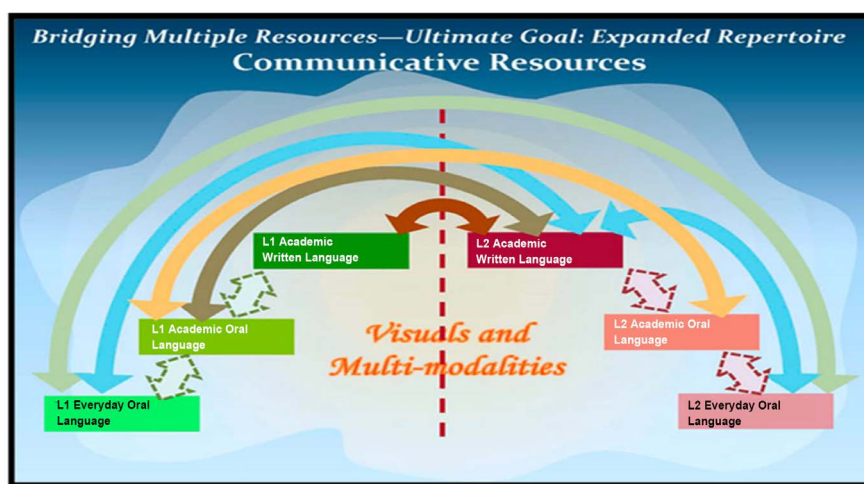 Bridging Multiple Resources—Ultimate Goal: Expanded Repertoire
Communicative Resources
L1 Academic
Written Language
L2 Academic
Written Language
L1 Academic Oral
Language
Visuals and
Multi-modalities
L2 Academic Oral
Language
L1 Everyday Oral
Language
L2 Everyday Oral
Language